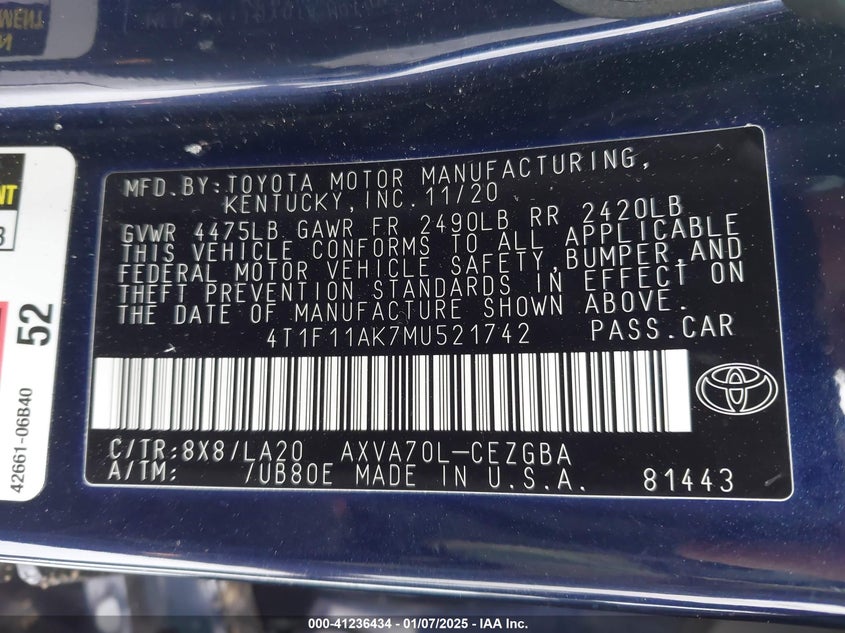 MFD.BY:TOYOTA MOTOR MANUFACTURING,
KENTUCKY,INC.11/20
GVWR 4475LB GAWR FR 2490LB RR 2420LB
THIS VEHICLE CONFORMS TO ALL APPLICABLE
FEDERAL MOTOR VEHICLE SAFETY,BUMPER,AND
THEFT PREVENTION STANDARDS IN EFFECT ON
THE DATE OF MANUFACTURE SHOWN ABOVE.
4T1F11AK7MU521742 PASS.CAR
C/TR:8X8/LA20 AXVA70L-CEZGBA
A/TM: 7UB80E MADE IN U.S.A. 81443
52
42661-06B40
000-41236434 - 01/07/2025 - IAA Inc.